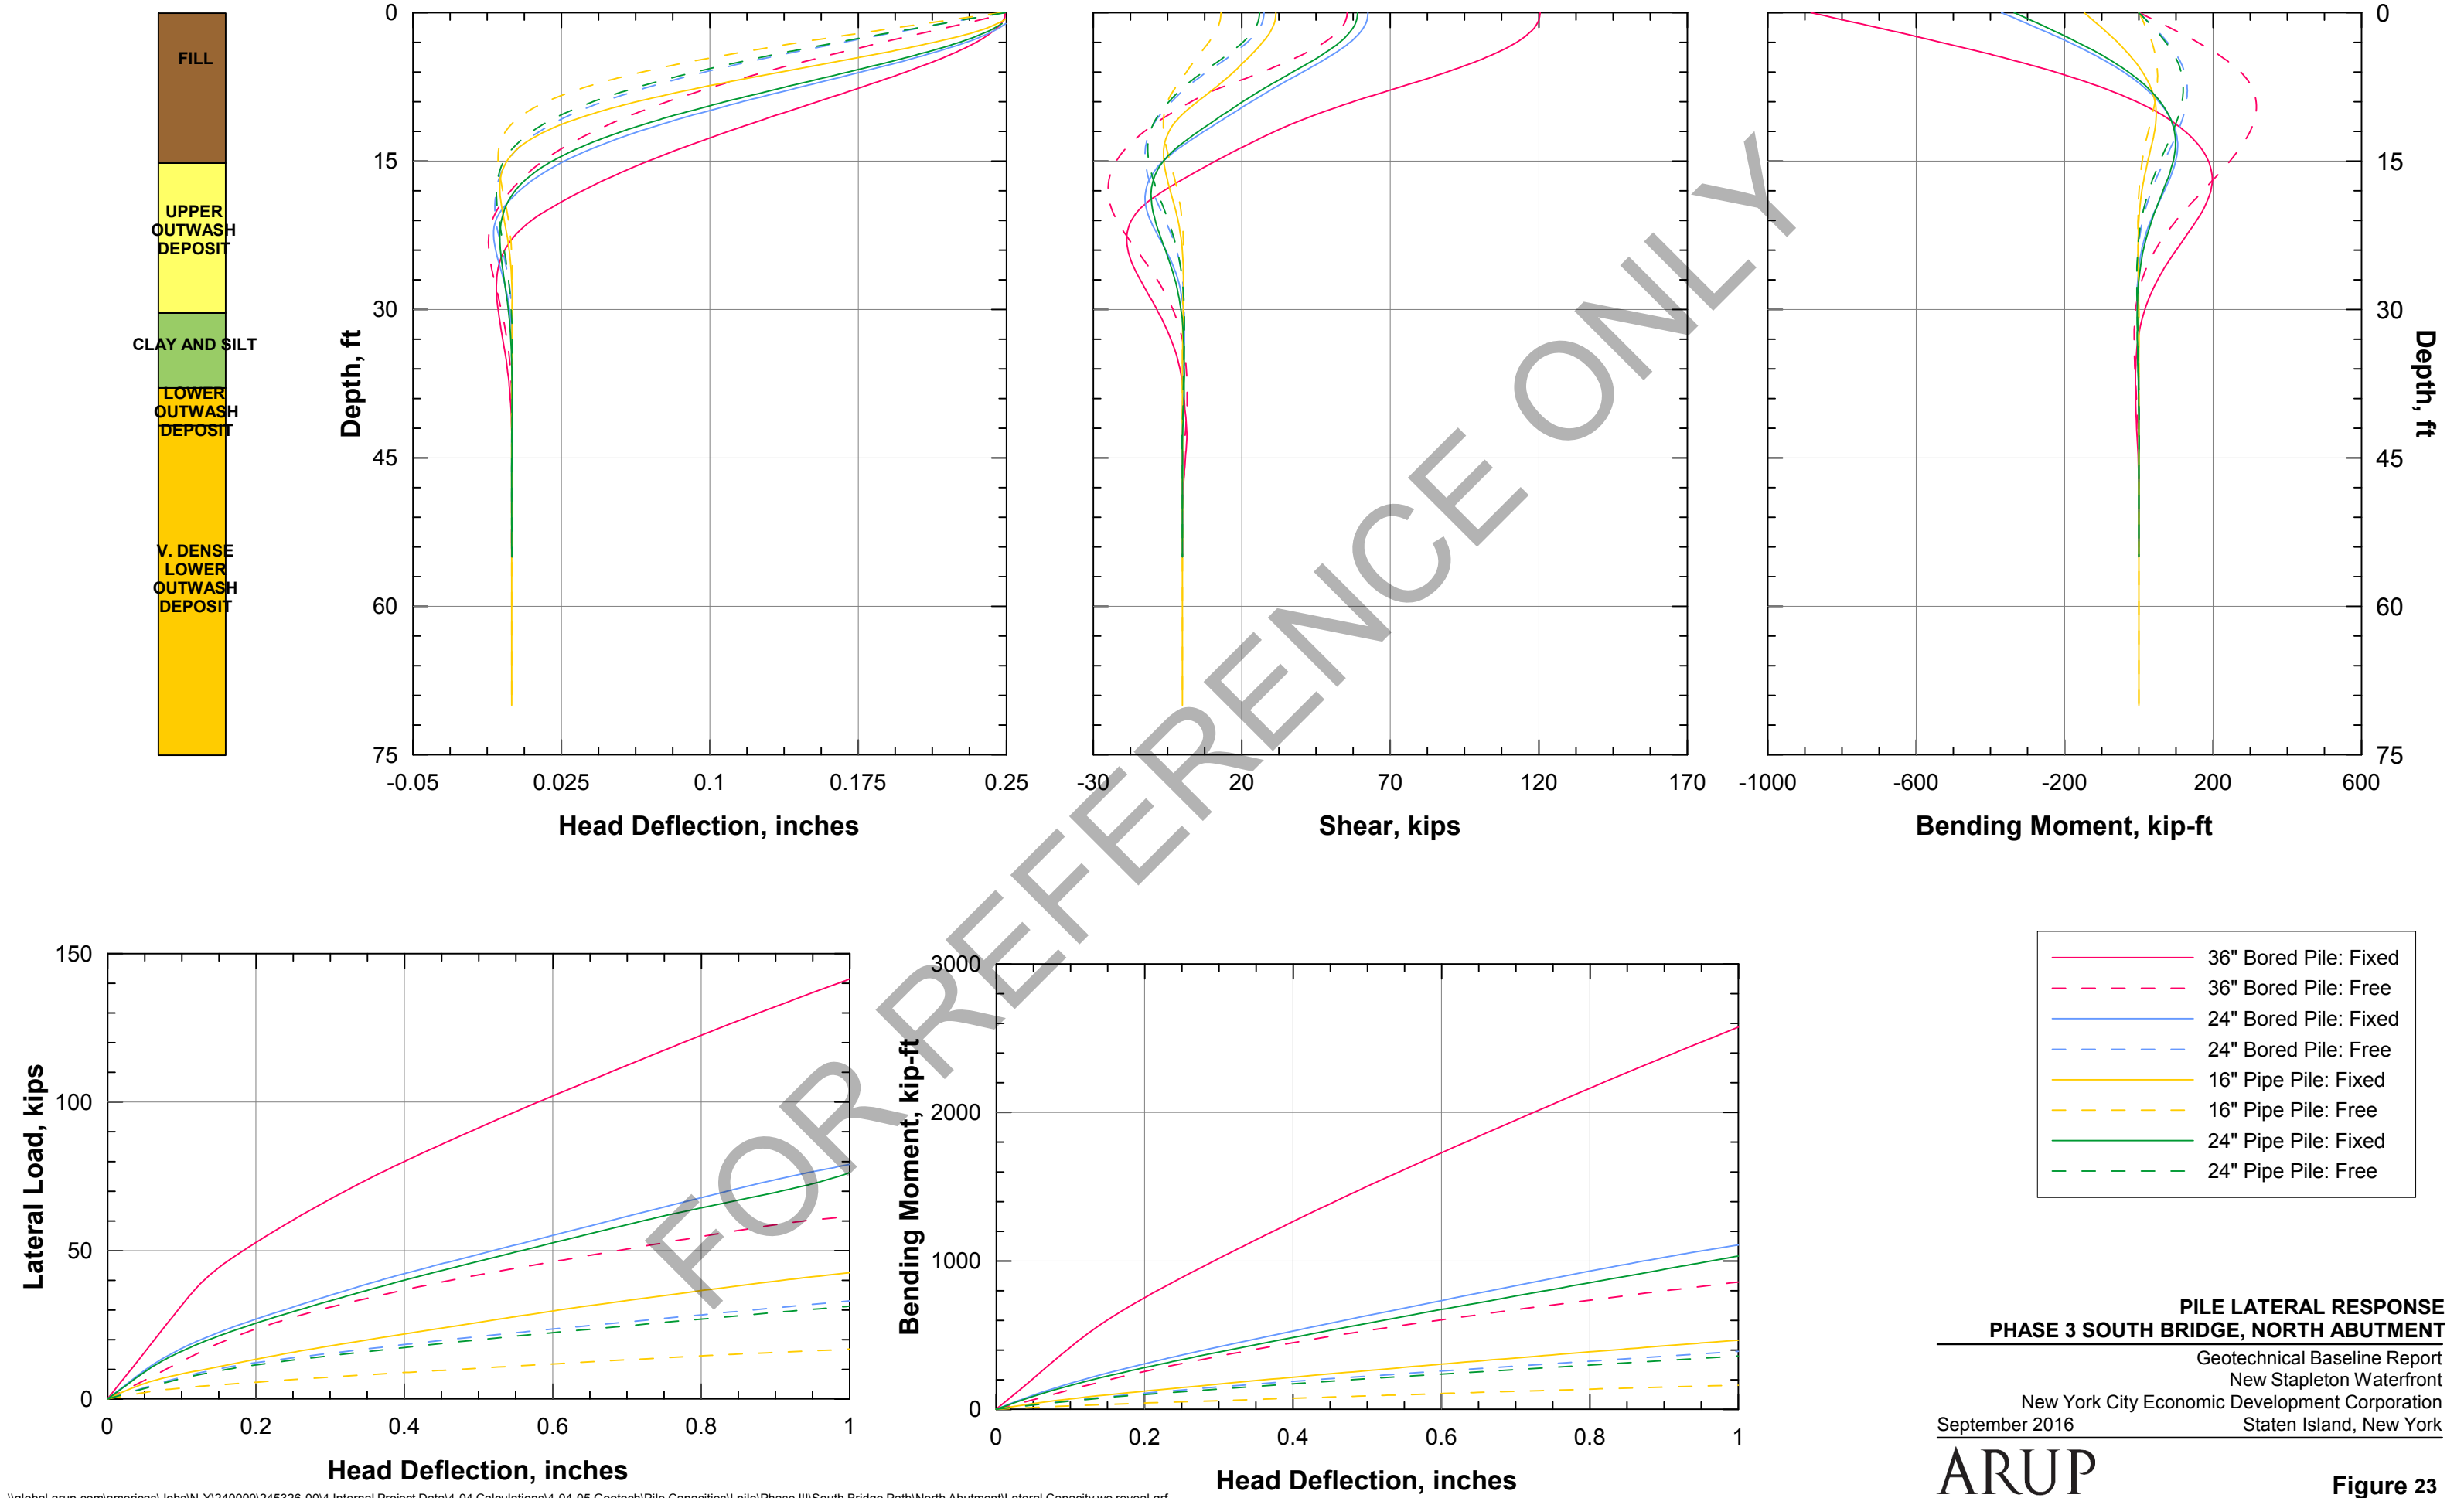 FILL
UPPER
OUTWASH
DEPOSIT
CLAY AND SILT
LOWER
OUTWASH
DEPOSIT
V. DENSE
LOWER
OUTWASH
DEPOSIT
0
15
30
45
60
75
Depth, ft
-0.05 0.025 0.1 0.175 0.25
Head Deflection, inches
-30 20 70 120 170
Shear, kips
-1000 -600 -200 200 600
Bending Moment, kip-ft
0
15
30
45
60
75
Depth, ft
FOR REFERENCE ONLY
150
100
50
0
Lateral Load, kips
0 0.2 0.4 0.6 0.8 1
Head Deflection, inches
3000
2000
1000
0
Bending Moment, kip-ft
0 0.2 0.4 0.6 0.8 1
Head Deflection, inches
36" Bored Pile: Fixed
36" Bored Pile: Free
24" Bored Pile: Fixed
24" Bored Pile: Free
16" Pipe Pile: Fixed
16" Pipe Pile: Free
24" Pipe Pile: Fixed
24" Pipe Pile: Free
PILE LATERAL RESPONSE
PHASE 3 SOUTH BRIDGE, NORTH ABUTMENT
Geotechnical Baseline Report
New Stapleton Waterfront
New York City Economic Development Corporation
September 2016 Staten Island, New York
ARUP
Figure 23